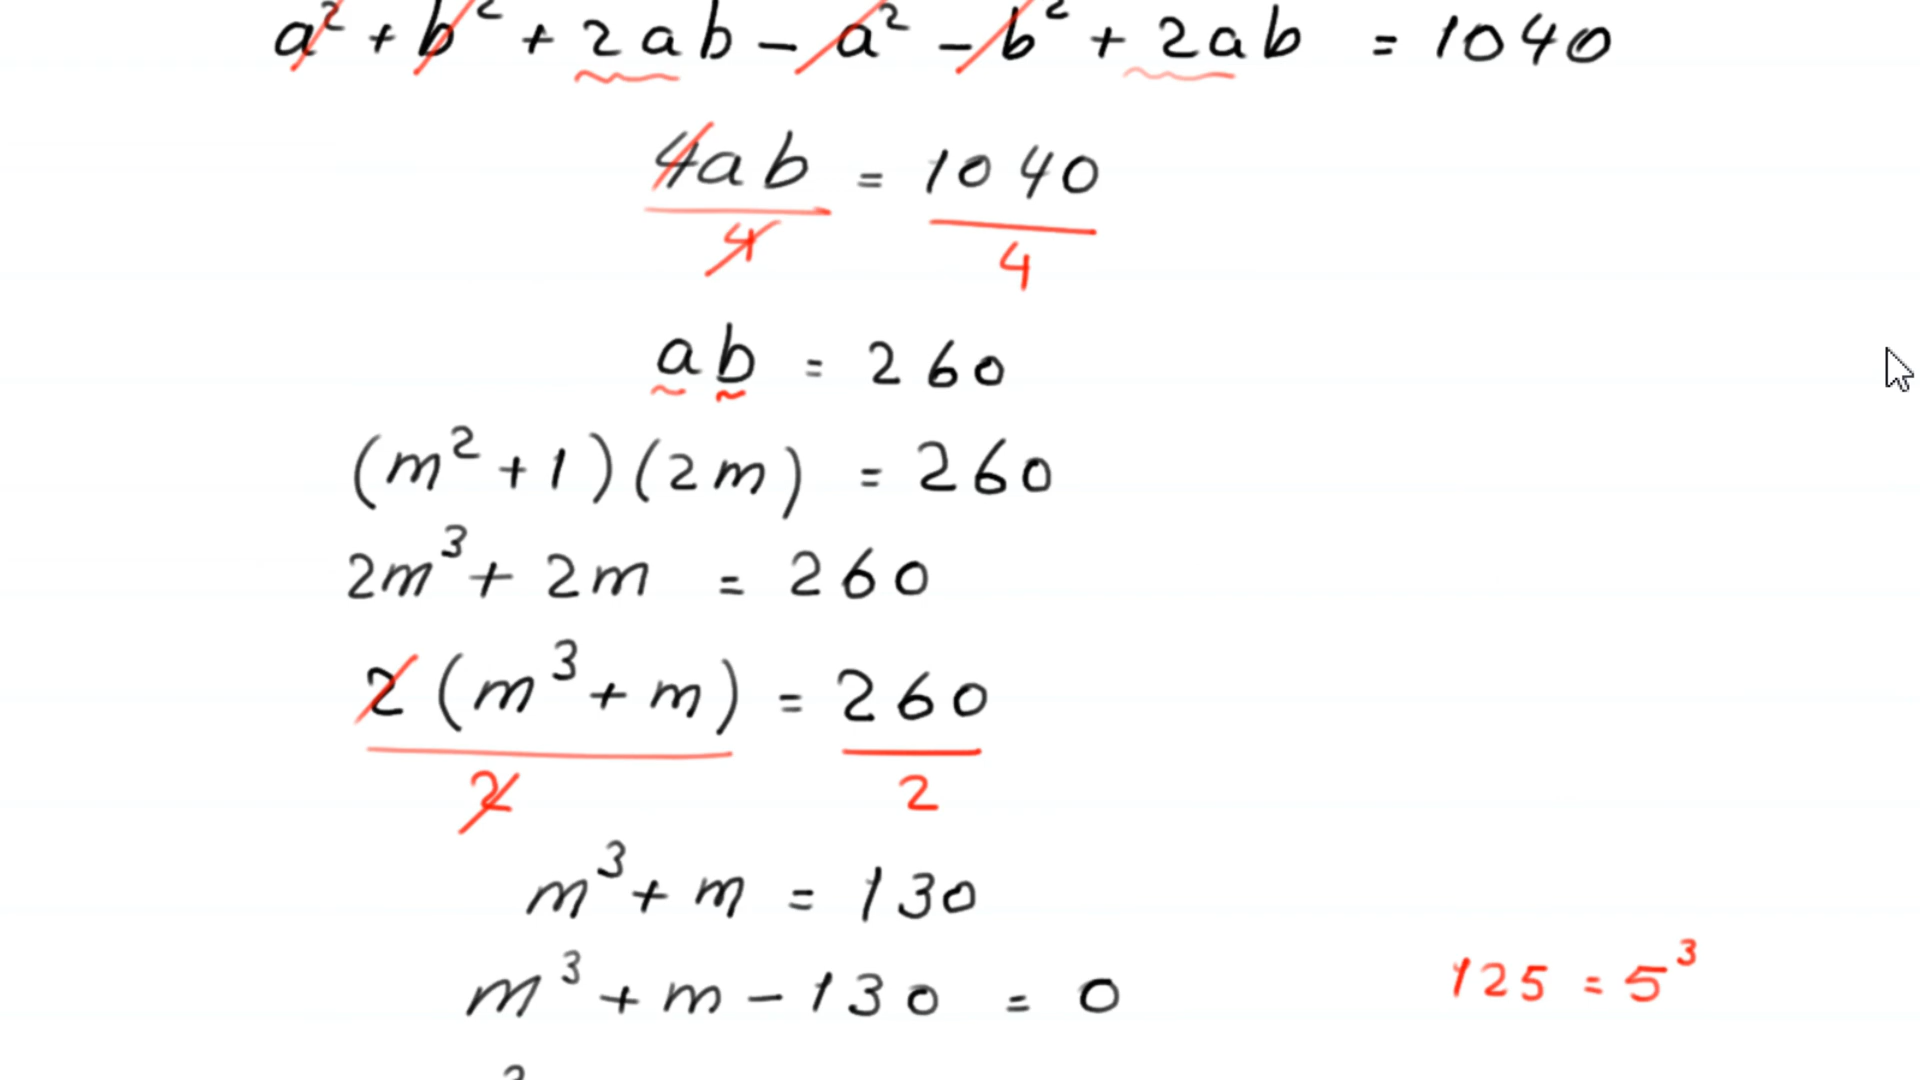 a² + b² + 2ab - a² - b² + 2ab = 1040
4ab = 1040
4 4
ab = 260
(m² + 1)(2m) = 260
2m³ + 2m = 260
2(m³ + m) = 260
2 2
m³ + m = 130
m³ + m - 130 = 0
125 = 5³